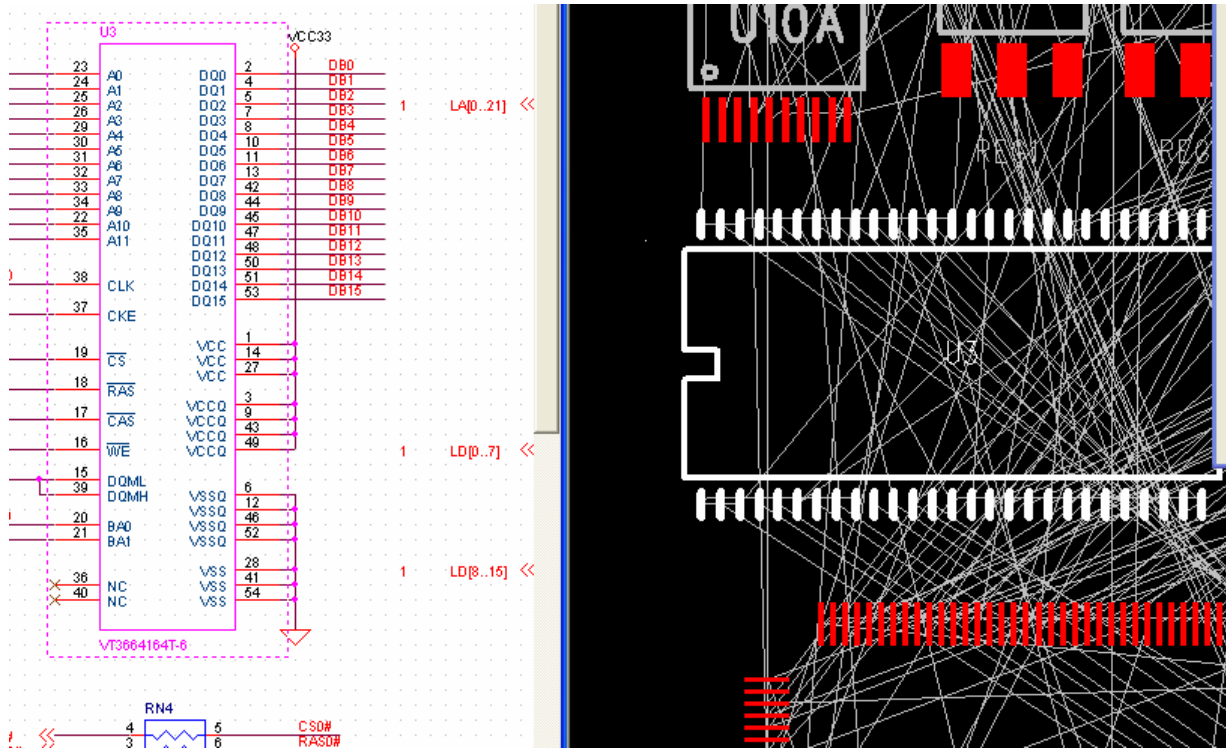 U3
VCC33
23 A0 DQ0 2 DB0
24 A1 DQ1 4 DB1
25 A2 DQ2 5 DB2
26 A3 DQ3 7 DB3
29 A4 DQ4 8 DB4
30 A5 DQ5 10 DB5
31 A6 DQ6 11 DB6
32 A7 DQ7 13 DB7
33 A8 DQ8 42 DB8
34 A9 DQ9 44 DB9
22 A10 DQ10 45 DB10
35 A11 DQ11 47 DB11
DQ12 48 DB12
DQ13 50 DB13
38 CLK DQ14 51 DB14
DQ15 53 DB15
37 CKE
VCC 1
19 CS VCC 14
VCC 27
18 RAS
VCCQ 3
17 CAS VCCQ 9
VCCQ 43
16 WE VCCQ 49
15 DQML
39 DQMH VSSQ 6
VSSQ 12
20 BA0 VSSQ 46
21 BA1 VSSQ 52
VSS 28
36 NC VSS 41
40 NC VSS 54
VT3664164T-6
1 LA[0..21]
1 LD[0..7]
1 LD[8..15]
RN4
4 5 CS0#
3 6 RAS0#
U10A
REG1
REG
U3